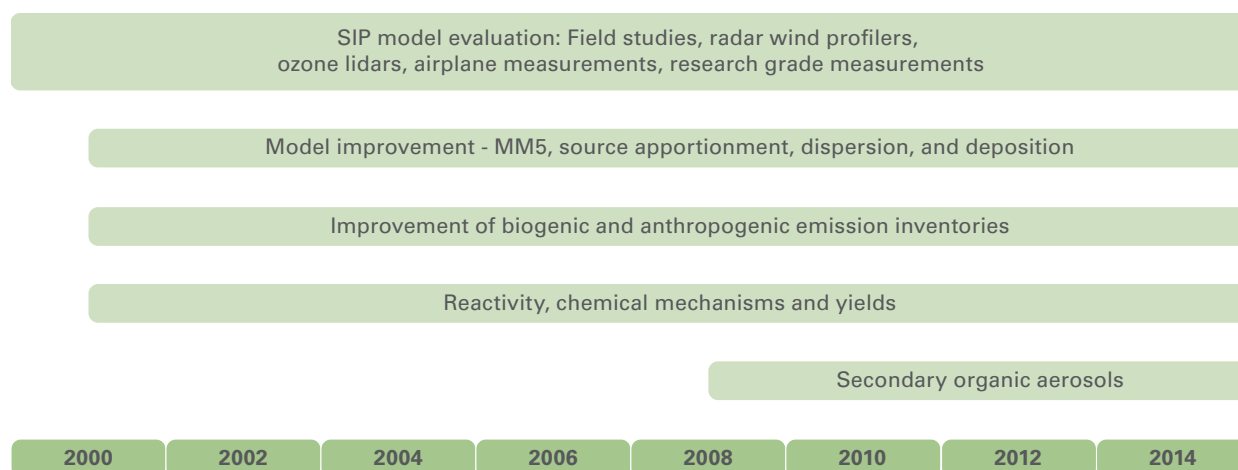 SIP model evaluation: Field studies, radar wind profilers,
ozone lidars, airplane measurements, research grade measurements
Model improvement - MM5, source apportionment, dispersion, and deposition
Improvement of biogenic and anthropogenic emission inventories
Reactivity, chemical mechanisms and yields
Secondary organic aerosols
2000 2002 2004 2006 2008 2010 2012 2014